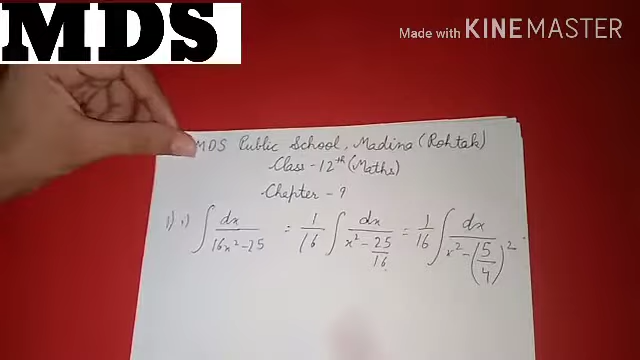 MDS
Made with KINEMASTER
MDS Public School, Madina (Rohtak)
Class - 12th (Maths)
Chapter - 9
1) i) ∫ dx/(16x² - 25) = 1/16 ∫ dx/(x² - 25/16) = 1/16 ∫ dx/(x² - (5/4)²).